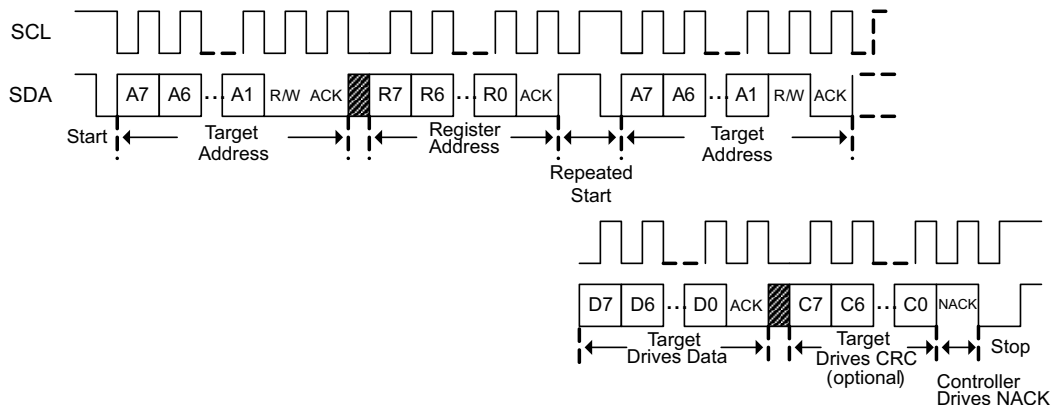 SCL
SDA A7 A6 ... A1 R/W ACK R7 R6 ... R0 ACK A7 A6 ... A1 R/W ACK
Start
Target
Address
Register
Address
Repeated
Start
Target
Address
D7 D6 ... D0 ACK C7 C6 ... C0 NACK
Target
Drives Data
Target
Drives CRC
(optional)
Stop
Controller
Drives NACK